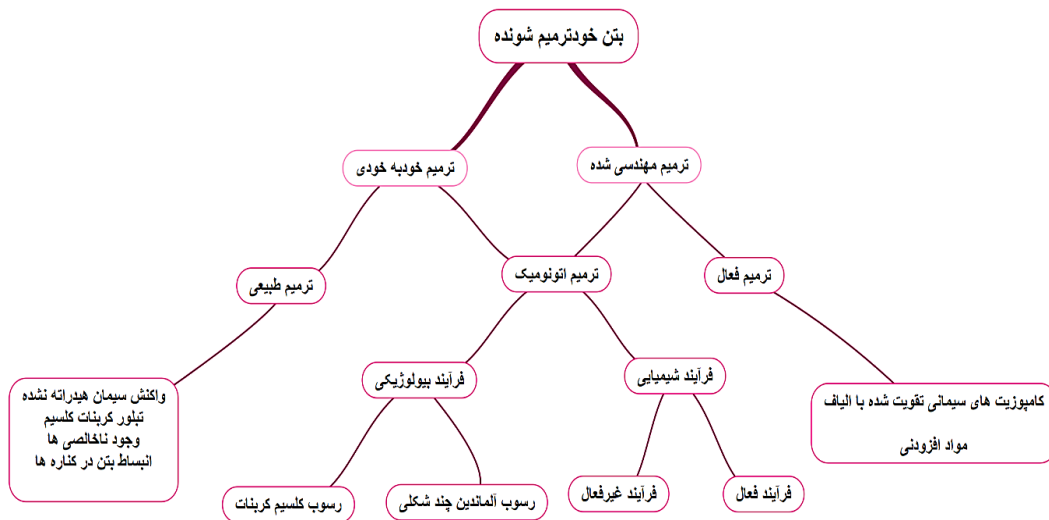 بتن خودترمیم شونده
ترمیم مهندسی شده
ترمیم خودبه خودی
ترمیم فعال
ترمیم اتونومیک
ترمیم طبیعی
فرآیند شیمیایی
فرآیند بیولوژیکی
کامپوزیت های سیمانی تقویت شده با الیاف
مواد افزودنی
واکنش سیمان هیدراته نشده
تبلور کربنات کلسیم
وجود ناخالصی ها
انبساط بتن در کناره ها
فرآیند فعال
فرآیند غیرفعال
رسوب آلماندین چند شکلی
رسوب کلسیم کربنات